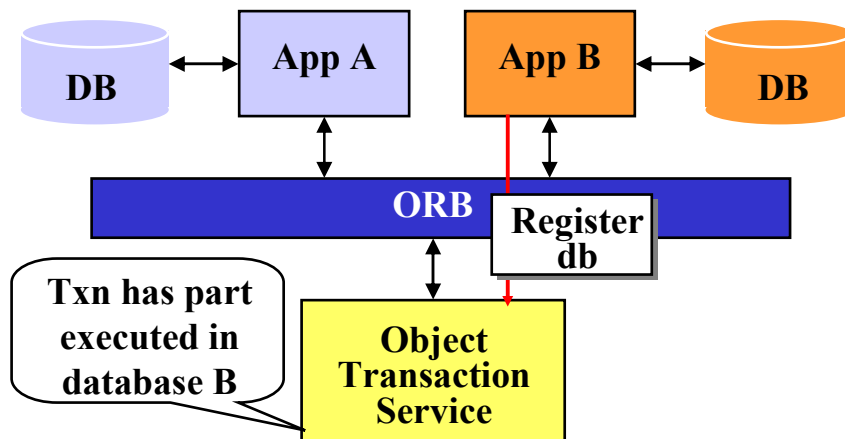 DB
App A
App B
DB
ORB
Register
db
Txn has part
executed in
database B
Object
Transaction
Service